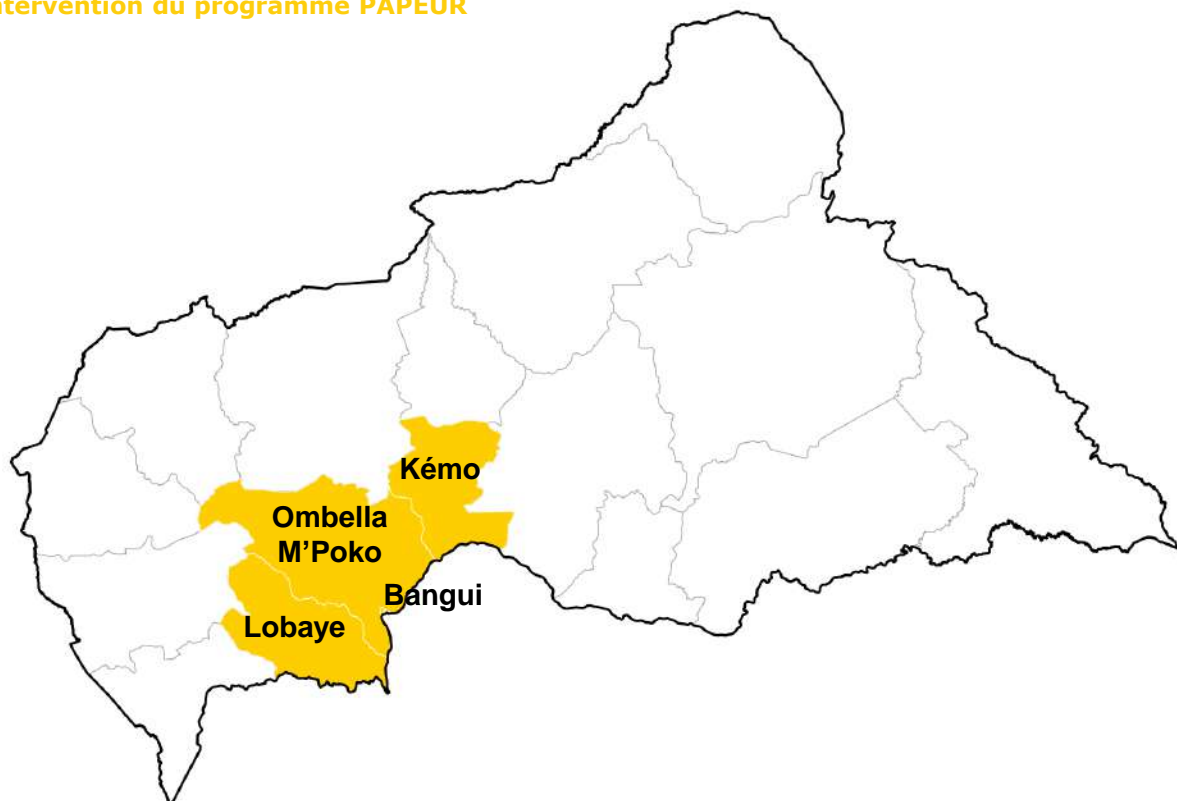 ntervention du programme PAPEUR
Kémo
Ombella
M'Poko
Bangui
Lobaye